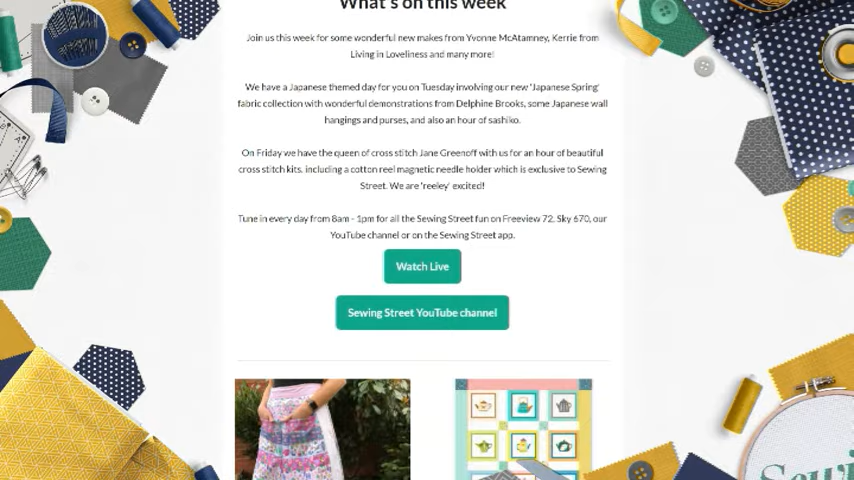 What's on this week
Join us this week for some wonderful new makes from Yvonne McAtamney, Kerrie from
Living in Loveliness and many more!
We have a Japanese themed day for you on Tuesday involving our new 'Japanese Spring'
fabric collection with wonderful demonstrations from Delphine Brooks, some Japanese wall
hangings and purses, and also an hour of sashiko.
On Friday we have the queen of cross stitch Jane Greenoff with us for an hour of beautiful
cross stitch kits, including a cotton reel magnetic needle holder which is exclusive to Sewing
Street. We are 'reeley' excited!
Tune in every day from 8am - 1pm for all the Sewing Street fun on Freeview 72, Sky 670, our
YouTube channel or on the Sewing Street app.
Watch Live
Sewing Street YouTube channel